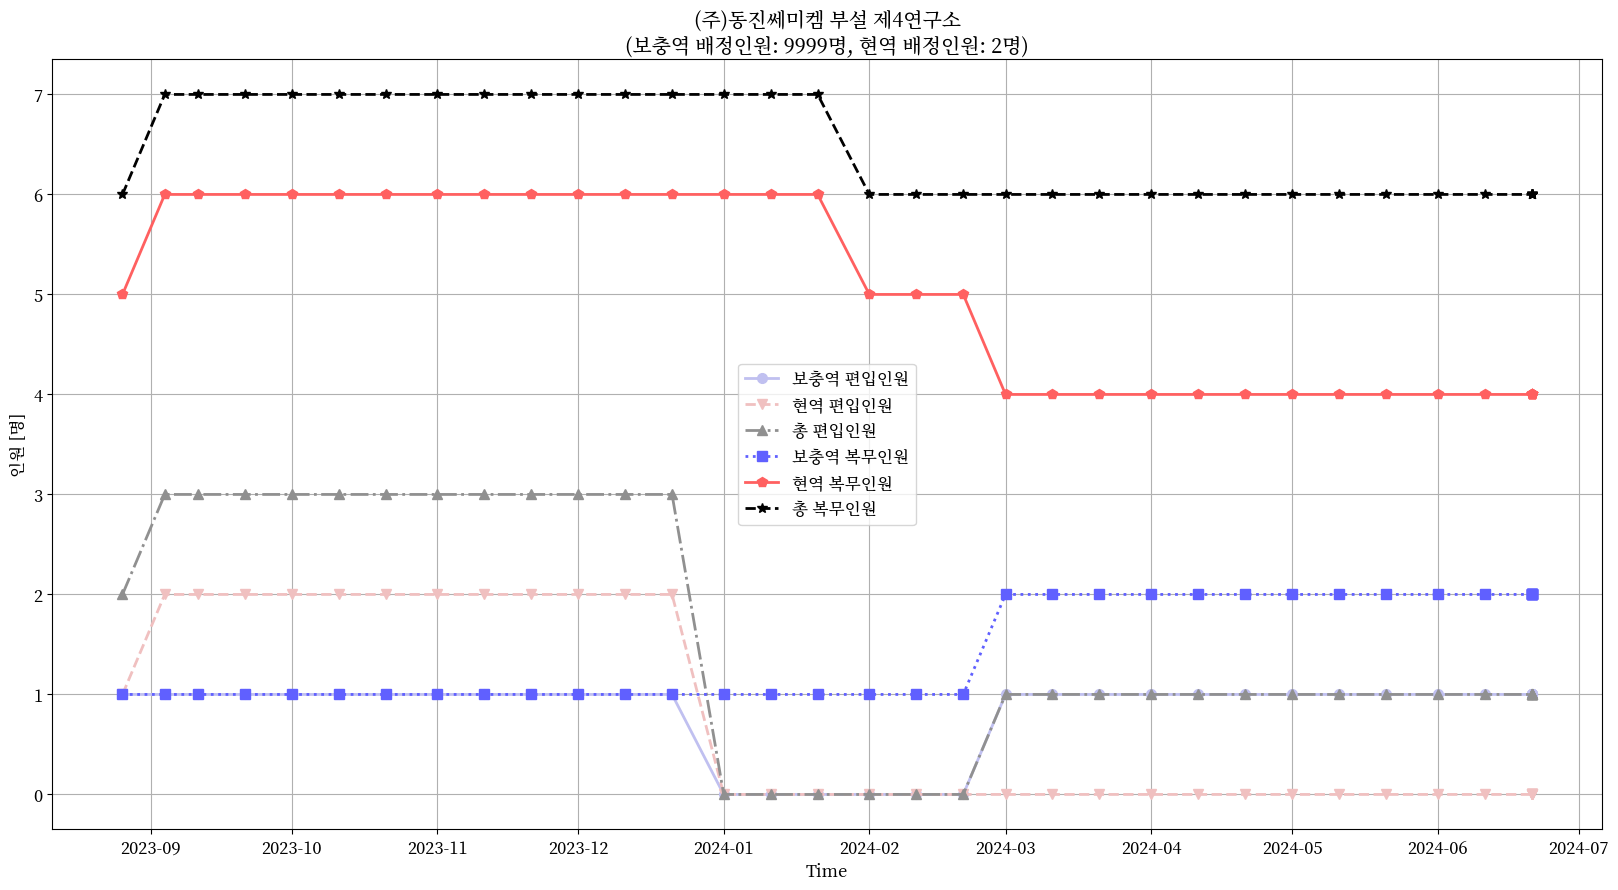 (주)동진쎄미켐 부설 제4연구소
(보충역 배정인원: 9999명, 현역 배정인원: 2명)
인원 [명]
7
6
5
4
3
2
1
0
보충역 편입인원
현역 편입인원
총 편입인원
보충역 복무인원
현역 복무인원
총 복무인원
2023-09 2023-10 2023-11 2023-12 2024-01 2024-02 2024-03 2024-04 2024-05 2024-06 2024-07
Time